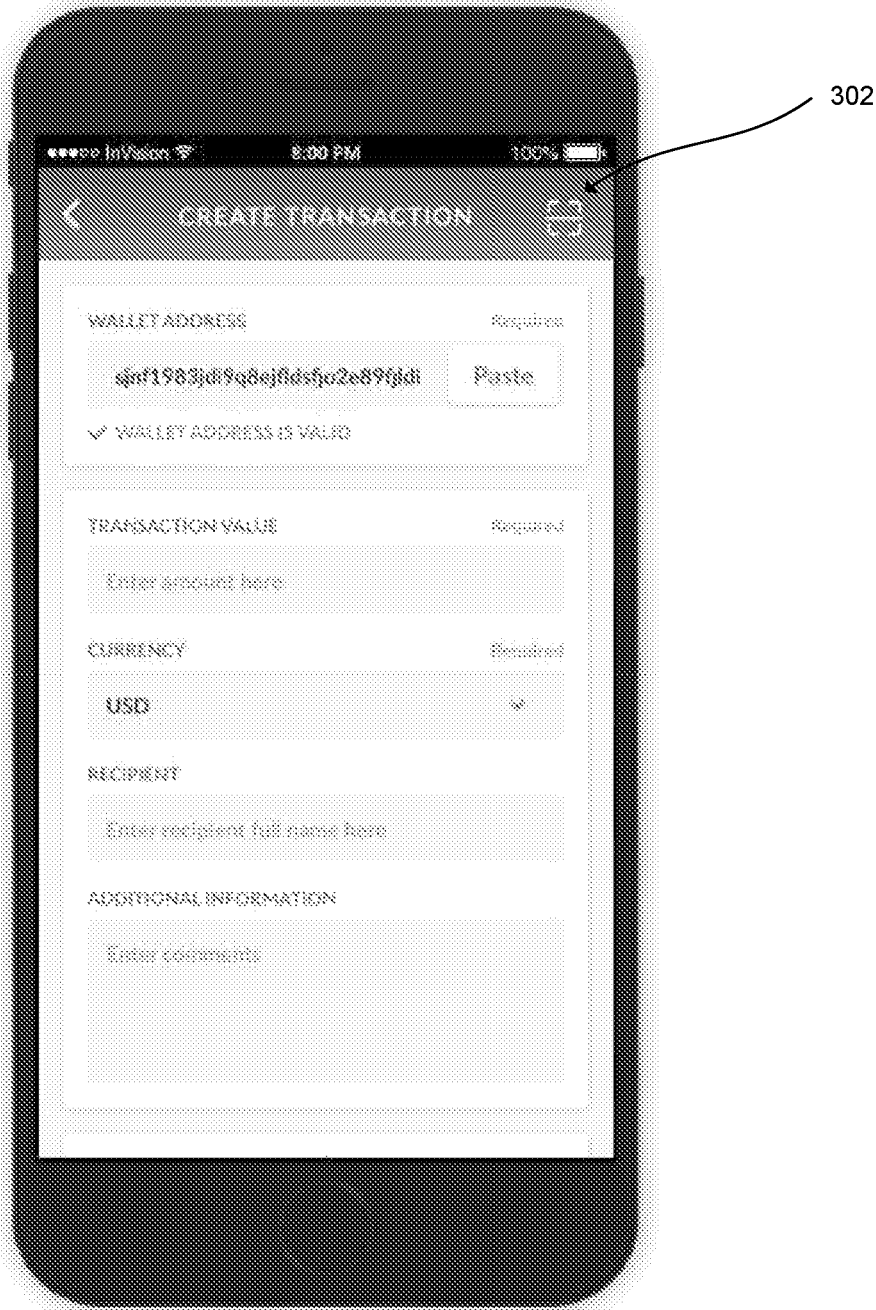 302
InVision 8:00 PM 100%
CREATE TRANSACTION
WALLET ADDRESS Required
Paste
WALLET ADDRESS IS VALID
TRANSACTION VALUE Required
Enter amount here
CURRENCY Required
USD
RECIPIENT
Enter recipient full name here
ADDITIONAL INFORMATION
Enter comments